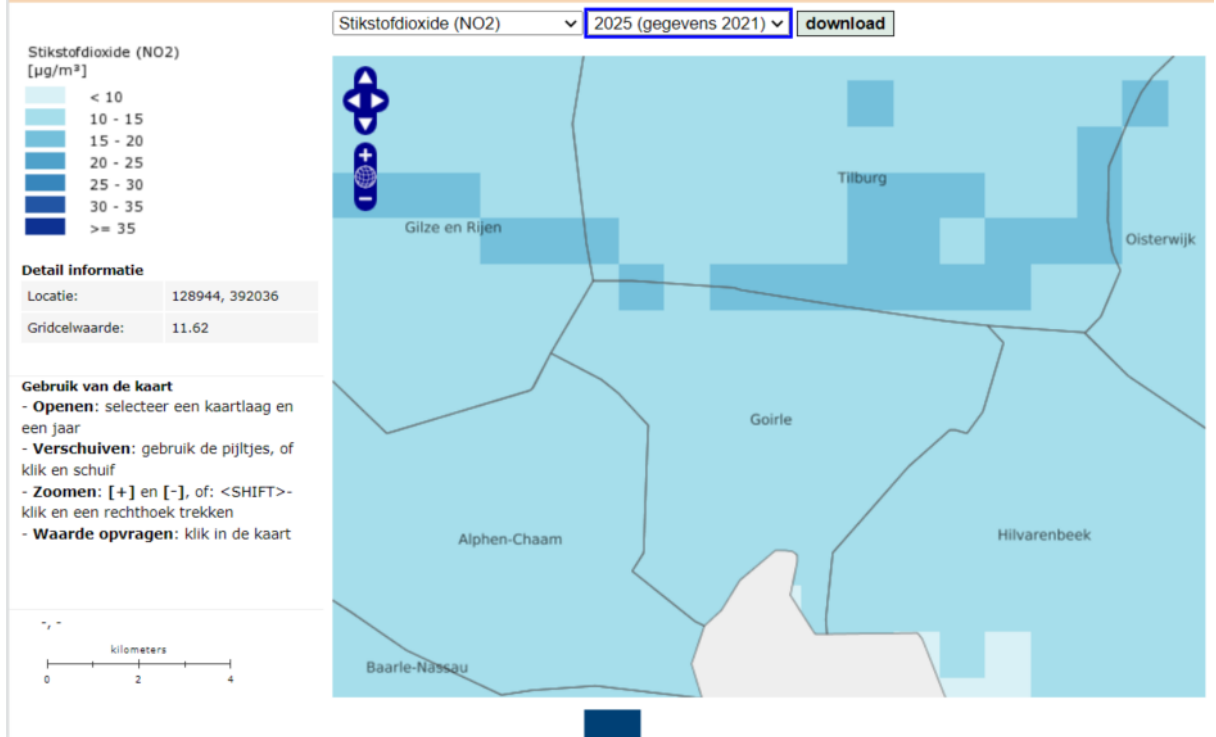 Stikstofdioxide (NO2)
2025 (gegevens 2021)
download
Stikstofdioxide (NO2)
[µg/m³]
< 10
10 - 15
15 - 20
20 - 25
25 - 30
30 - 35
>= 35
Detail informatie
Locatie: 128944, 392036
Gridcelwaarde: 11.62
Gebruik van de kaart
- Openen: selecteer een kaartlaag en
een jaar
- Verschuiven: gebruik de pijltjes, of
klik en schuif
- Zoomen: [+] en [-], of: <SHIFT>-
klik en een rechthoek trekken
- Waarde opvragen: klik in de kaart
-, -
kilometers
0 2 4
Tilburg
Gilze en Rijen
Oisterwijk
Goirle
Alphen-Chaam
Hilvarenbeek
Baarle-Nassau